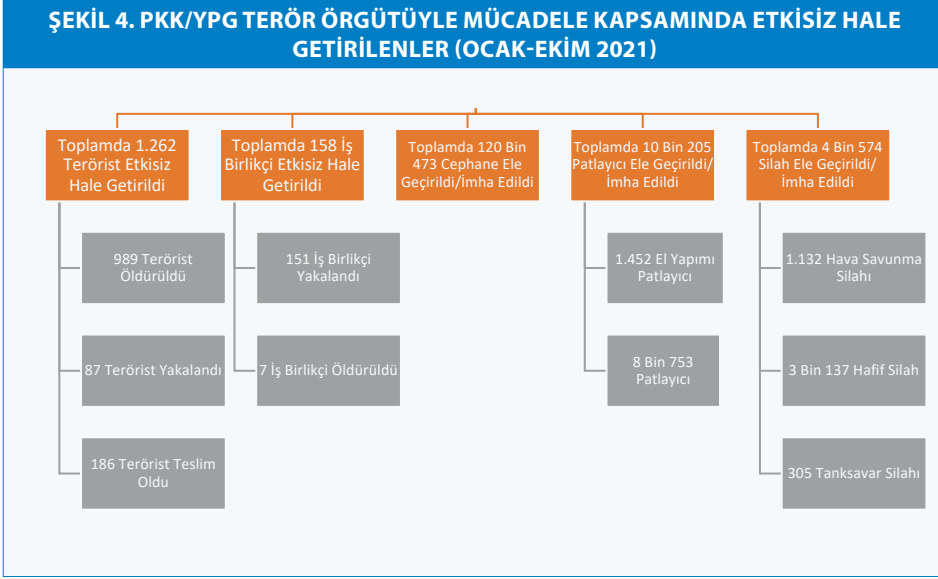 ŞEKİL 4. PKK/YPG TERÖR ÖRGÜTÜYLE MÜCADELE KAPSAMINDA ETKİSİZ HALE
GETİRİLENLER (OCAK-EKİM 2021)
Toplamda 1.262
Terörist Etkisiz
Hale Getirildi
989 Terörist
Öldürüldü
87 Terörist Yakalandı
186 Terörist Teslim
Oldu
Toplamda 158 İş
Birlikçi Etkisiz Hale
Getirildi
151 İş Birlikçi
Yakalandı
7 İş Birlikçi Öldürüldü
Toplamda 120 Bin
473 Cephane Ele
Geçirildi/İmha Edildi
Toplamda 10 Bin 205
Patlayıcı Ele Geçirildi/
İmha Edildi
1.452 El Yapımı
Patlayıcı
8 Bin 753
Patlayıcı
Toplamda 4 Bin 574
Silah Ele Geçirildi/
İmha Edildi
1.132 Hava Savunma
Silahı
3 Bin 137 Hafif Silah
305 Tanksavar Silahı